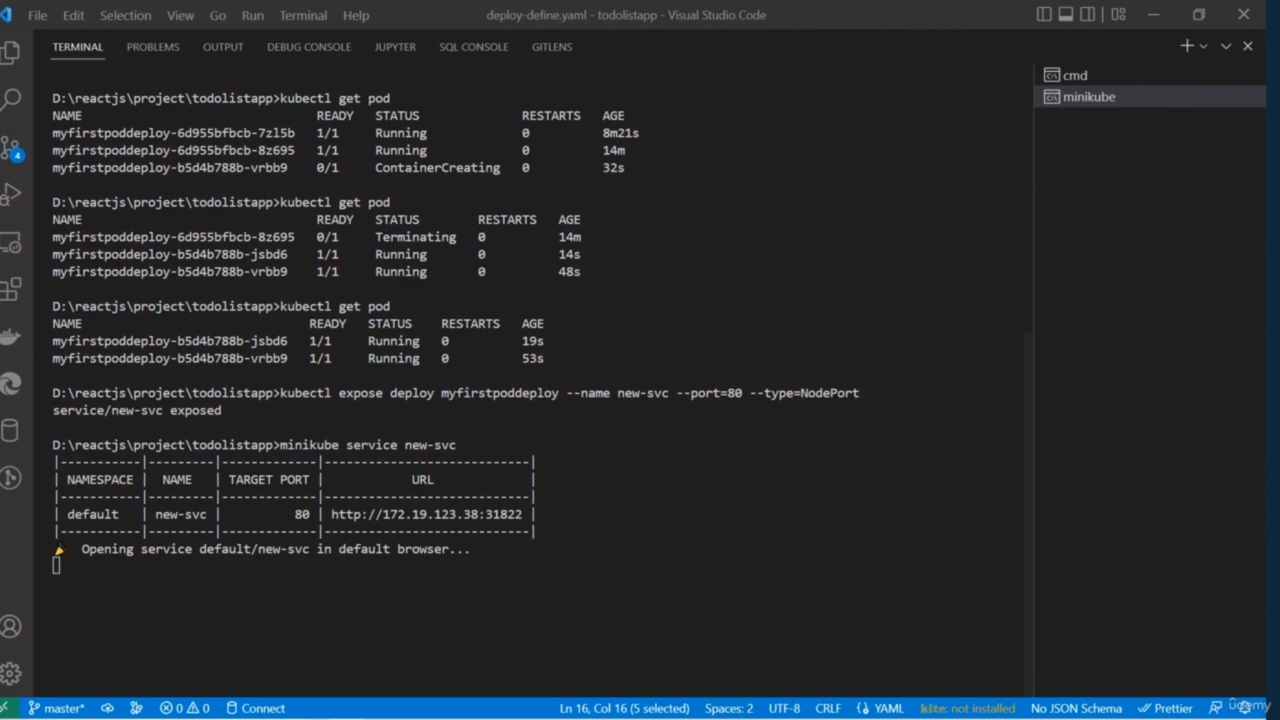 File Edit Selection View Go Run Terminal Help deploy-define.yaml - todolistapp - Visual Studio Code
TERMINAL PROBLEMS OUTPUT DEBUG CONSOLE JUPYTER SQL CONSOLE GITLENS
cmd
minikube
D:\reactjs\project\todolistapp>kubectl get pod
NAME READY STATUS RESTARTS AGE
myfirstpoddeploy-6d955bfbcb-7zl5b 1/1 Running 0 8m21s
myfirstpoddeploy-6d955bfbcb-8z695 1/1 Running 0 14m
myfirstpoddeploy-b5d4b788b-vrbb9 0/1 ContainerCreating 0 32s
D:\reactjs\project\todolistapp>kubectl get pod
NAME READY STATUS RESTARTS AGE
myfirstpoddeploy-6d955bfbcb-8z695 0/1 Terminating 0 14m
myfirstpoddeploy-b5d4b788b-jsbd6 1/1 Running 0 14s
myfirstpoddeploy-b5d4b788b-vrbb9 1/1 Running 0 48s
D:\reactjs\project\todolistapp>kubectl get pod
NAME READY STATUS RESTARTS AGE
myfirstpoddeploy-b5d4b788b-jsbd6 1/1 Running 0 19s
myfirstpoddeploy-b5d4b788b-vrbb9 1/1 Running 0 53s
D:\reactjs\project\todolistapp>kubectl expose deploy myfirstpoddeploy --name new-svc --port=80 --type=NodePort
service/new-svc exposed
D:\reactjs\project\todolistapp>minikube service new-svc
|-----------|---------|-------------|----------------------------|
| NAMESPACE | NAME | TARGET PORT | URL |
|-----------|---------|-------------|----------------------------|
| default | new-svc | 80 | http://172.19.123.38:31822 |
|-----------|---------|-------------|----------------------------|
Opening service default/new-svc in default browser...
4
master* 0 0 Connect Ln 16, Col 16 (5 selected) Spaces: 2 UTF-8 CRLF YAML kite: not installed No JSON Schema Prettier
udemy